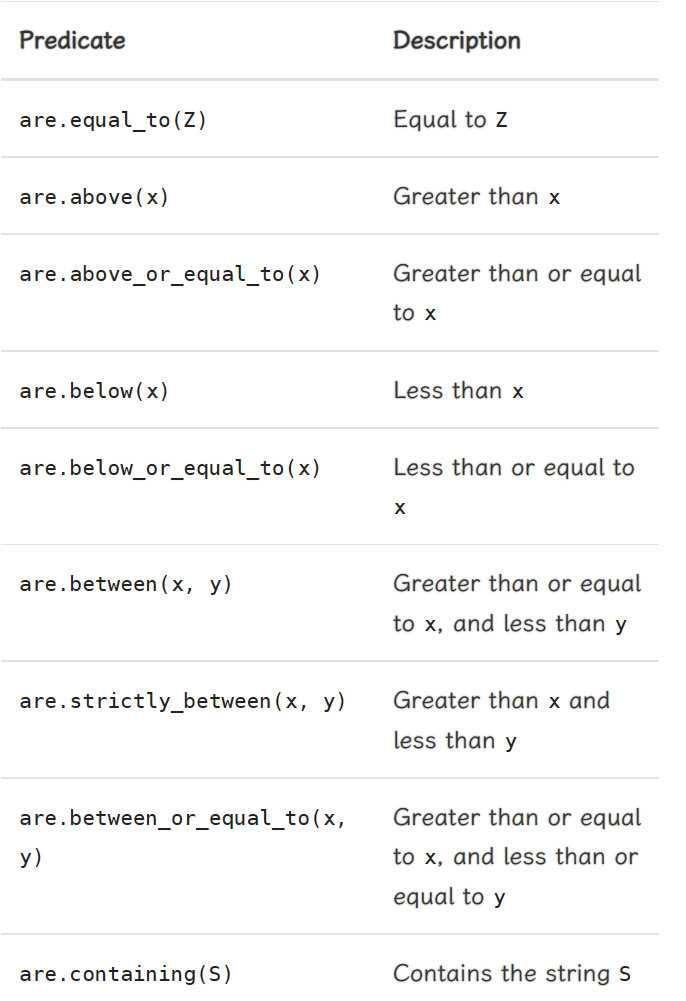 Predicate Description
are.equal_to(Z) Equal to Z
are.above(x) Greater than x
are.above_or_equal_to(x) Greater than or equal
to x
are.below(x) Less than x
are.below_or_equal_to(x) Less than or equal to
x
are.between(x, y) Greater than or equal
to x, and less than y
are.strictly_between(x, y) Greater than x and
less than y
are.between_or_equal_to(x, Greater than or equal
y) to x, and less than or
equal to y
are.containing(S) Contains the string S